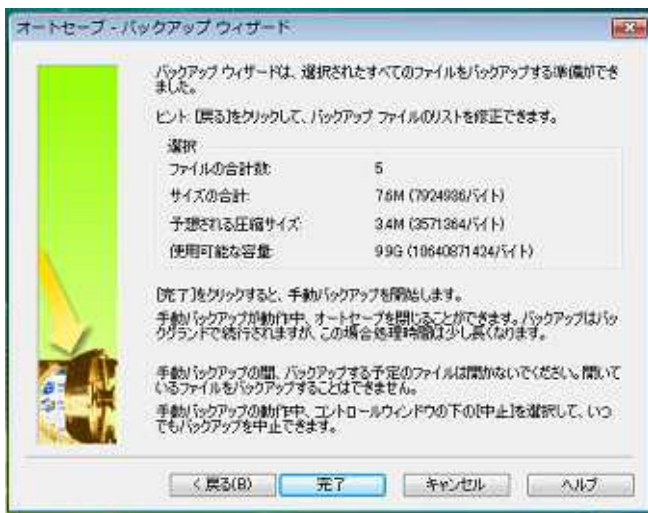 オートセーブ - バックアップ ウィザード
バックアップ ウィザードは、選択されたすべてのファイルをバックアップする準備ができ
ました。
ヒント: [戻る]をクリックして、バックアップ ファイルのリストを修正できます。
選択
ファイルの合計数: 5
サイズの合計: 7.6M (7924936バイト)
予想される圧縮サイズ: 3.4M (3571364バイト)
使用可能な容量: 9.9G (10640871424バイト)
[完了]をクリックすると、手動バックアップを開始します。
手動バックアップが動作中、オートセーブを閉じることができます。バックアップはバッ
クグランドで続行されますが、この場合処理時間は少し長くなります。
手動バックアップの間、バックアップする予定のファイルは開かないでください。開いて
いるファイルをバックアップすることはできません。
手動バックアップの動作中、コントロールウィンドウの下の[中止]を選択して、いつ
でもバックアップを中止できます。
< 戻る(B) 完了 キャンセル ヘルプ